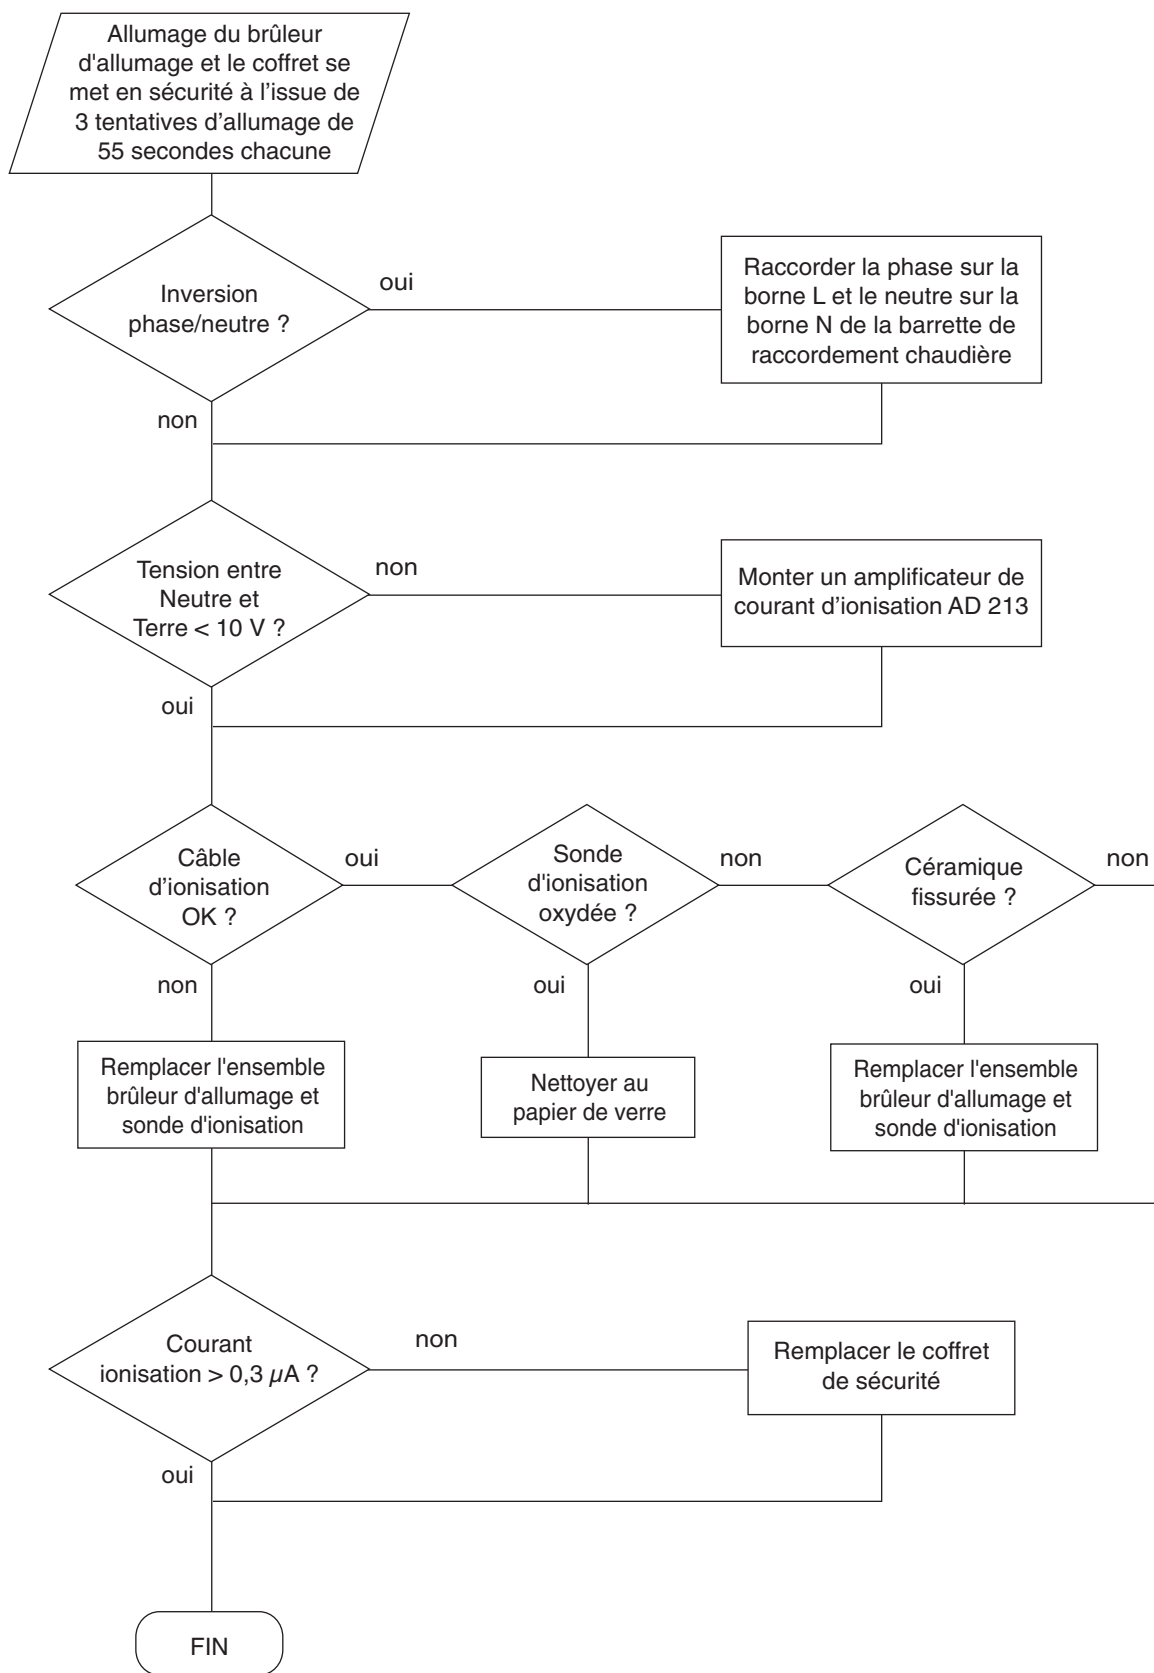 Allumage du brûleur
d'allumage et le coffret se
met en sécurité à l’issue de
3 tentatives d’allumage de
55 secondes chacune
Inversion
phase/neutre ?
oui
Raccorder la phase sur la
borne L et le neutre sur la
borne N de la barrette de
raccordement chaudière
non
Tension entre
Neutre et
Terre < 10 V ?
non
Monter un amplificateur de
courant d’ionisation AD 213
oui
Câble
d’ionisation
OK ?
oui
Sonde
d'ionisation
oxydée ?
non
Céramique
fissurée ?
non
non
oui
oui
Remplacer l'ensemble
brûleur d'allumage et
sonde d'ionisation
Nettoyer au
papier de verre
Remplacer l'ensemble
brûleur d'allumage et
sonde d'ionisation
Courant
ionisation > 0,3 µA ?
non
Remplacer le coffret
de sécurité
oui
FIN